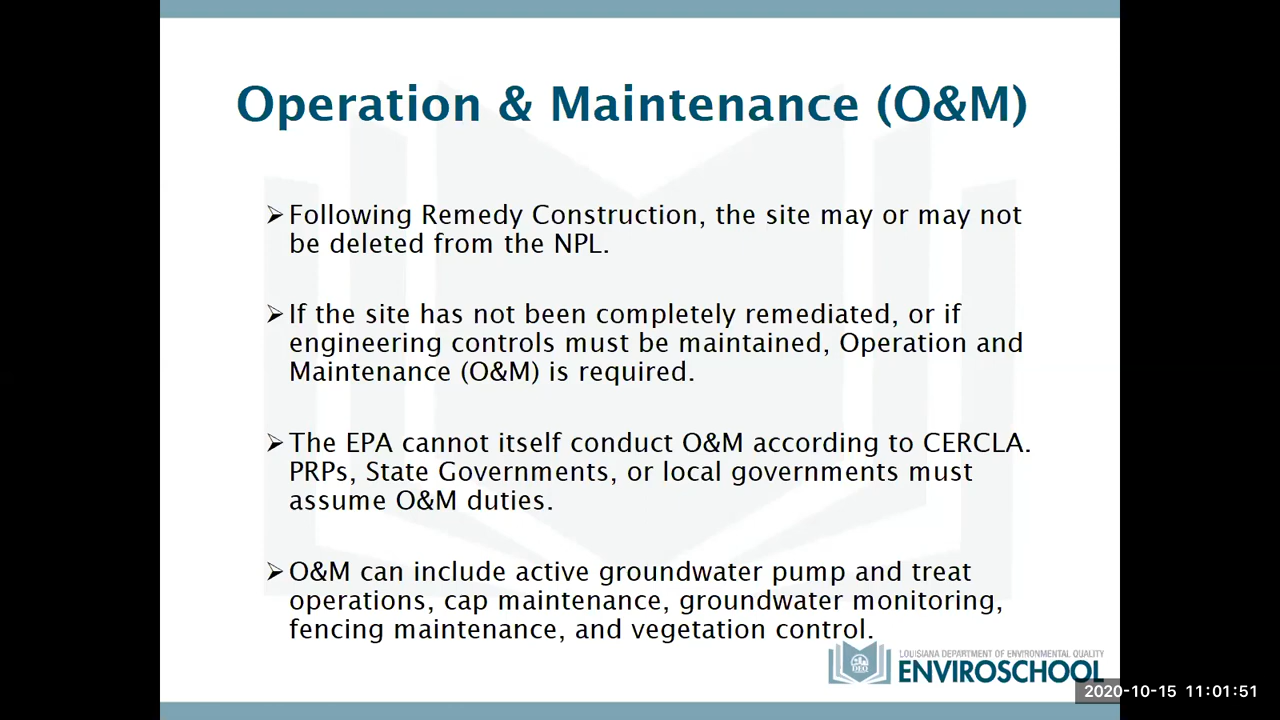 Operation & Maintenance (O&M)
➢Following Remedy Construction, the site may or may not
be deleted from the NPL.
➢If the site has not been completely remediated, or if
engineering controls must be maintained, Operation and
Maintenance (O&M) is required.
➢The EPA cannot itself conduct O&M according to CERCLA.
PRPs, State Governments, or local governments must
assume O&M duties.
➢O&M can include active groundwater pump and treat
operations, cap maintenance, groundwater monitoring,
fencing maintenance, and vegetation control.
DEQ
LOUISIANA DEPARTMENT OF ENVIRONMENTAL QUALITY
ENVIROSCHOOL
2020-10-15 11:01:51